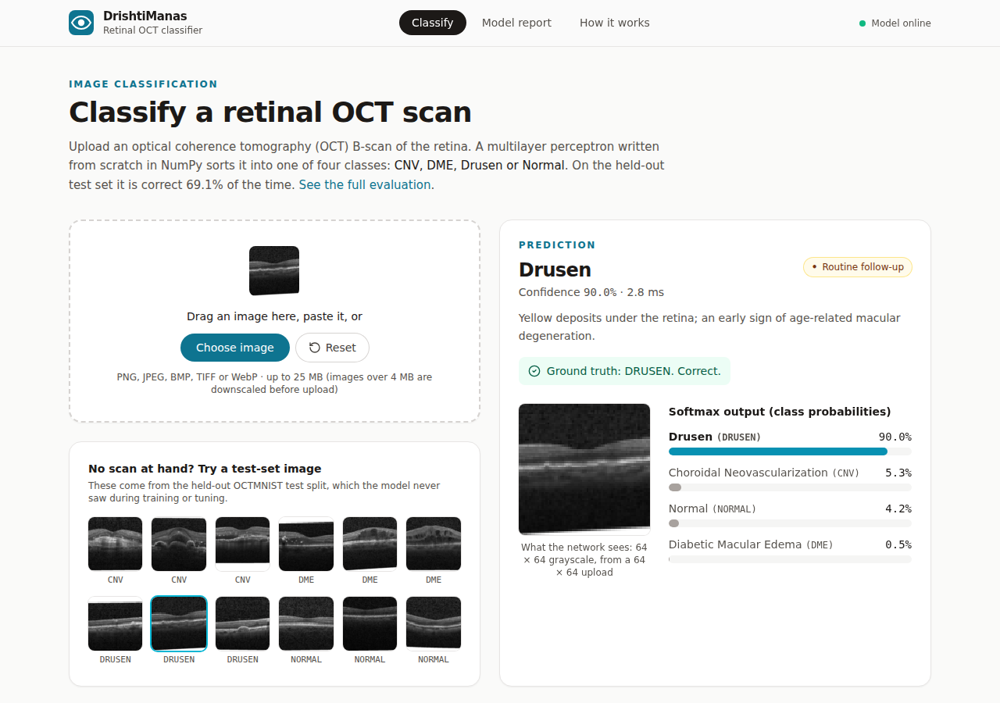 DrishtiManas
Retinal OCT classifier
Classify
Model report
How it works
Model online
IMAGE CLASSIFICATION
Classify a retinal OCT scan
Upload an optical coherence tomography (OCT) B-scan of the retina. A multilayer perceptron written
from scratch in NumPy sorts it into one of four classes: CNV, DME, Drusen or Normal. On the held-out
test set it is correct 69.1% of the time. See the full evaluation.
Drag an image here, paste it, or
Choose image
Reset
PNG, JPEG, BMP, TIFF or WebP · up to 25 MB (images over 4 MB are
downscaled before upload)
No scan at hand? Try a test-set image
These come from the held-out OCTMNIST test split, which the model never
saw during training or tuning.
CNV CNV CNV DME DME DME
DRUSEN DRUSEN DRUSEN NORMAL NORMAL NORMAL
PREDICTION
Drusen
• Routine follow-up
Confidence 90.0% · 2.8 ms
Yellow deposits under the retina; an early sign of age-related macular
degeneration.
Ground truth: DRUSEN. Correct.
What the network sees: 64
× 64 grayscale, from a 64
× 64 upload
Softmax output (class probabilities)
Drusen (DRUSEN) 90.0%
Choroidal Neovascularization (CNV) 5.3%
Normal (NORMAL) 4.2%
Diabetic Macular Edema (DME) 0.5%